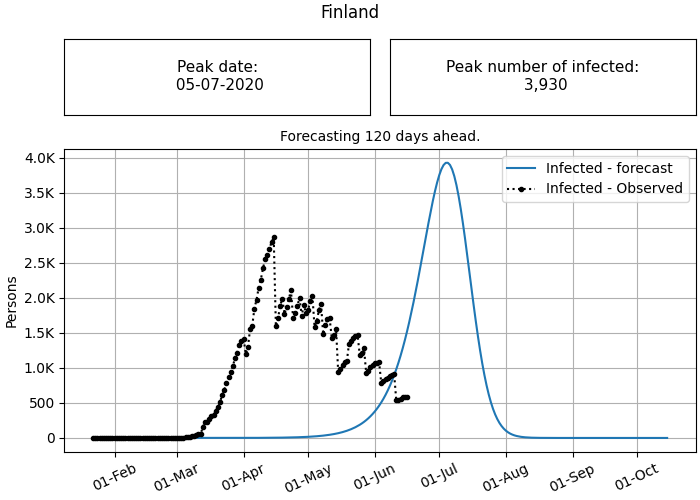 Finland
Peak date:
05-07-2020
Peak number of infected:
3,930
Forecasting 120 days ahead.
4.0K
3.5K
3.0K
2.5K
2.0K
1.5K
1.0K
500
0
Persons
Infected - forecast
Infected - Observed
01-Feb
01-Mar
01-Apr
01-May
01-Jun
01-Jul
01-Aug
01-Sep
01-Oct